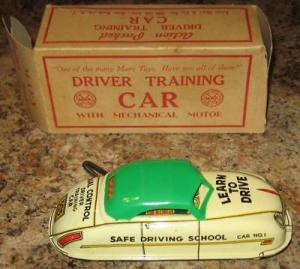 Action Packed
DRIVER TRAINING
CAR
"One of the many Marx Toys, Have you all of them?"
DRIVER TRAINING
CAR
WITH MECHANICAL MOTOR
DUAL CONTROL
DRIVER
TRAINING
CAR
LEARN
TO
DRIVE
SAFE DRIVING SCHOOL
CAR NO. 1